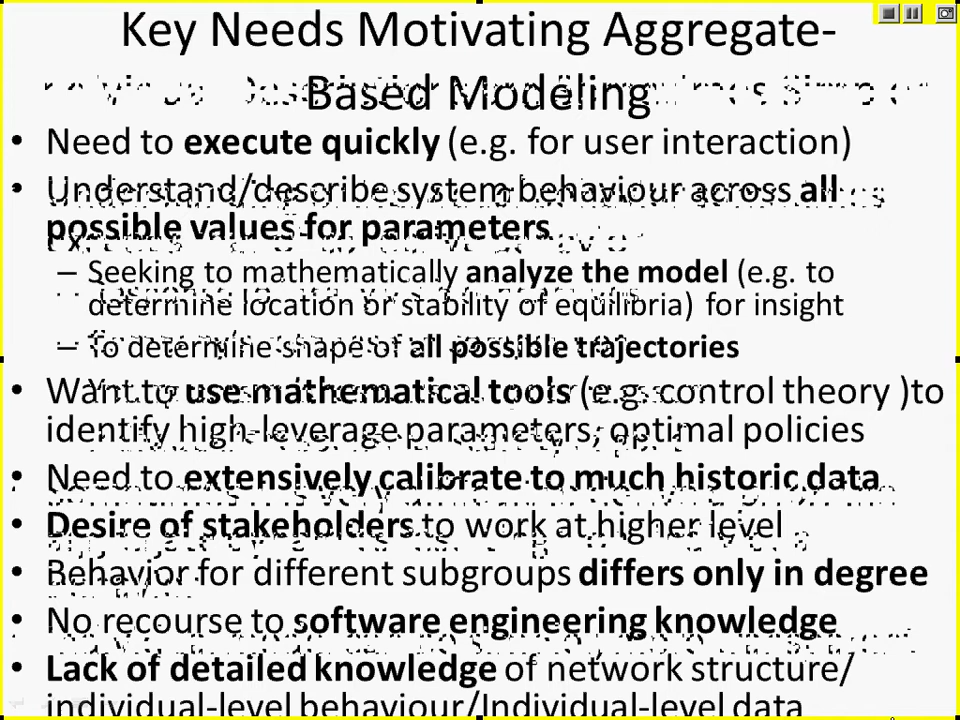 Key Needs Motivating Aggregate-
Based Modeling
• Need to execute quickly (e.g. for user interaction)
• Understand/describe system behaviour across all
possible values for parameters
– Seeking to mathematically analyze the model (e.g. to
determine location or stability of equilibria) for insight
– To determine shape of all possible trajectories
• Want to use mathematical tools (e.g. control theory )to
identify high-leverage parameters, optimal policies
• Need to extensively calibrate to much historic data
• Desire of stakeholders to work at higher level
• Behavior for different subgroups differs only in degree
• No recourse to software engineering knowledge
• Lack of detailed knowledge of network structure/
individual-level behaviour/Individual-level data